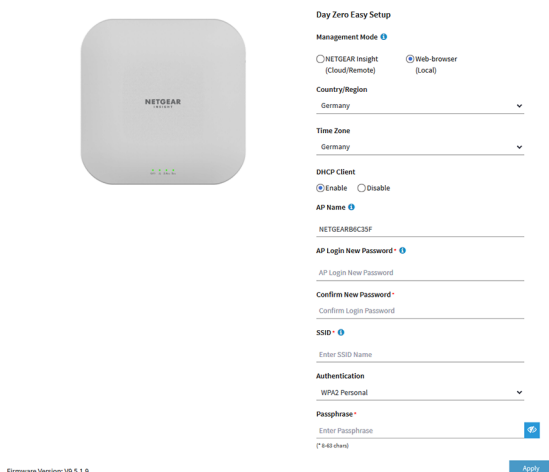 Day Zero Easy Setup
Management Mode
NETGEAR Insight
(Cloud/Remote)
Web-browser
(Local)
Country/Region
Germany
Time Zone
Germany
DHCP Client
Enable Disable
AP Name
NETGEARB6C35F
AP Login New Password*
AP Login New Password
Confirm New Password*
Confirm Login Password
SSID*
Enter SSID Name
Authentication
WPA2 Personal
Passphrase*
Enter Passphrase
(* 8-63 chars)
Apply
NETGEAR
INSIGHT
Firmware Version: V9.5.1.9